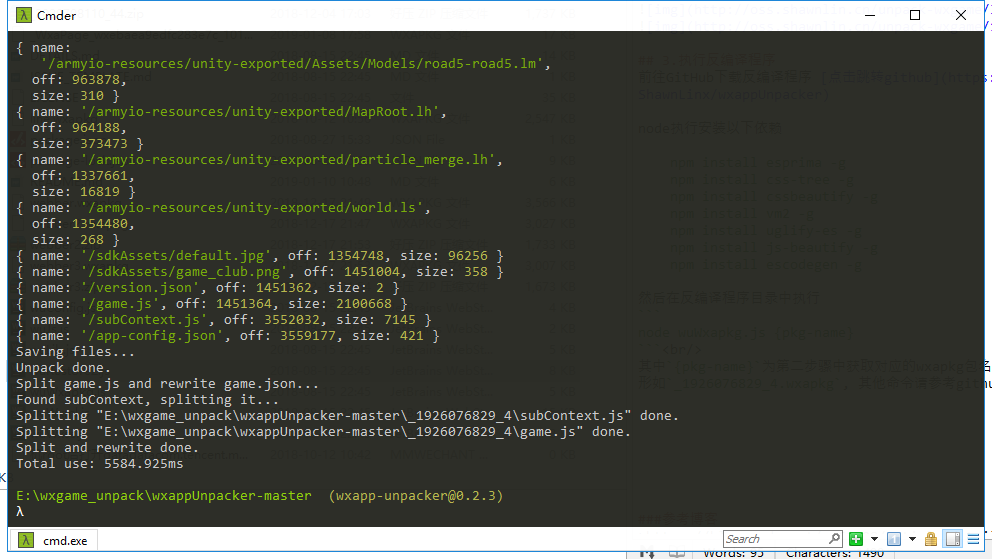 Cmder
{ name:
'/armyio-resources/unity-exported/Assets/Models/road5-road5.lm',
off: 963878,
size: 310 }
{ name: '/armyio-resources/unity-exported/MapRoot.lh',
off: 964188,
size: 373473 }
{ name: '/armyio-resources/unity-exported/particle_merge.lh',
off: 1337661,
size: 16819 }
{ name: '/armyio-resources/unity-exported/world.ls',
off: 1354480,
size: 268 }
{ name: '/sdkAssets/default.jpg', off: 1354748, size: 96256 }
{ name: '/sdkAssets/game_club.png', off: 1451004, size: 358 }
{ name: '/version.json', off: 1451362, size: 2 }
{ name: '/game.js', off: 1451364, size: 2100668 }
{ name: '/subContext.js', off: 3552032, size: 7145 }
{ name: '/app-config.json', off: 3559177, size: 421 }
Saving files...
Unpack done.
Split game.js and rewrite game.json...
Found subContext, splitting it...
Splitting "E:\wxgame_unpack\wxappUnpacker-master\_1926076829_4\subContext.js" done.
Splitting "E:\wxgame_unpack\wxappUnpacker-master\_1926076829_4\game.js" done.
Split and rewrite done.
Total use: 5584.925ms
E:\wxgame_unpack\wxappUnpacker-master (wxapp-unpacker@0.2.3)
λ
cmd.exe
Search
Words: 95 Characters: 1490